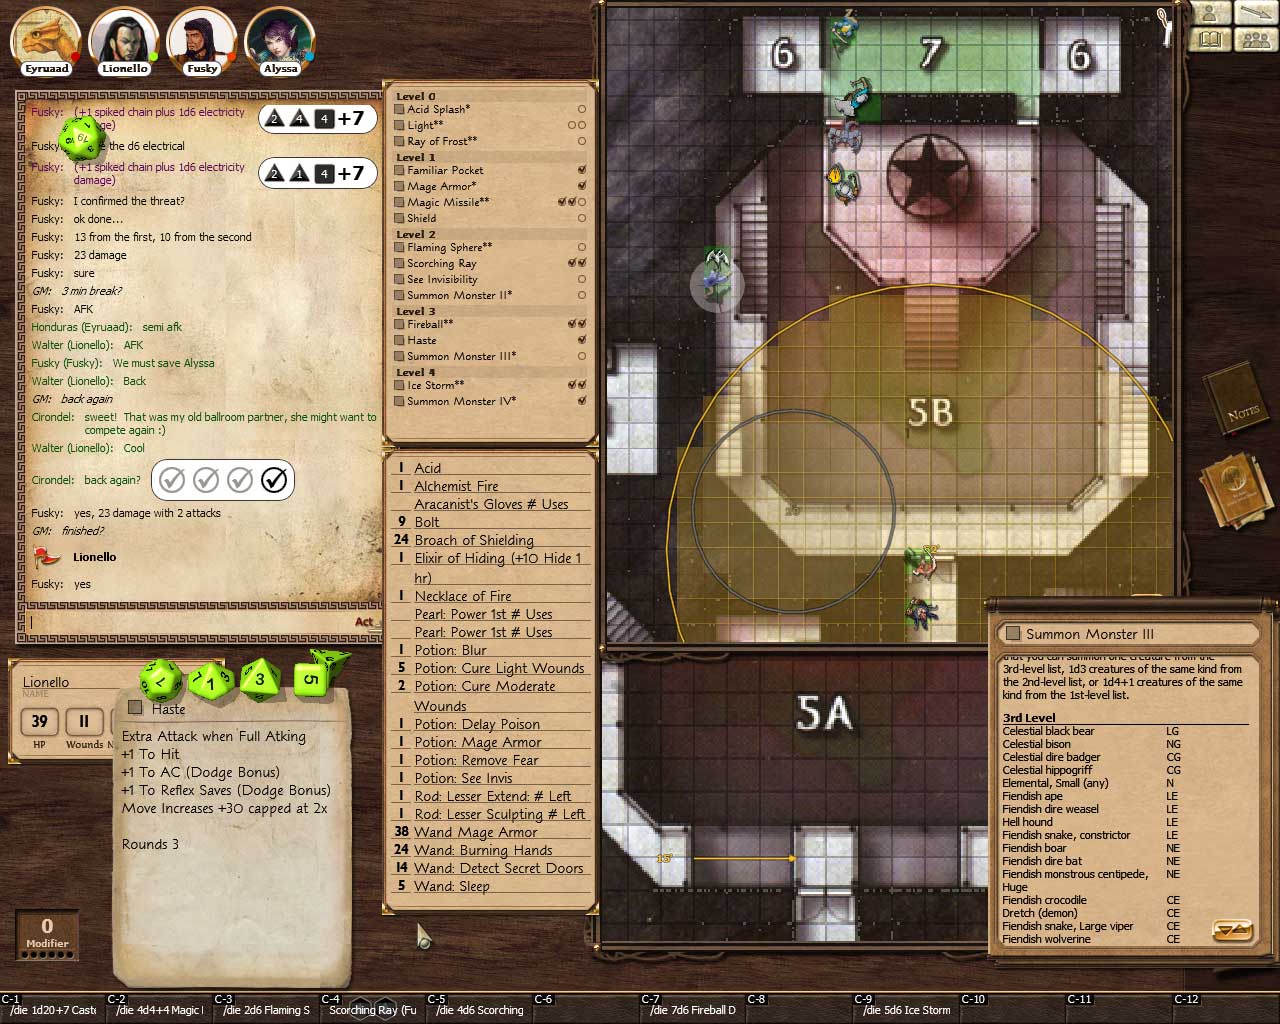 Eyruaad
Lionello
Fusky
Alyssa
Fusky: (+1 spiked chain plus 1d6 electricity
2 4 4 +7
the d6 electrical
Fusky: (+1 spiked chain plus 1d6 electricity
damage)
2 1 4 +7
Fusky: I confirmed the threat?
Fusky: ok done...
Fusky: 13 from the first, 10 from the second
Fusky: 23 damage
Fusky: sure
GM: 3 min break?
Fusky: AFK
Honduras (Eyruaad): semi afk
Walter (Lionello): AFK
Fusky (Fusky): We must save Alyssa
Walter (Lionello): Back
GM: back again
Cirondel: sweet! That was my old ballroom partner, she might want to
compete again :)
Walter (Lionello): Cool
Cirondel: back again?
Fusky: yes, 23 damage with 2 attacks
GM: finished?
Lionello
Fusky: yes
Act
Lionello
NAME
39
HP
II
Wounds
7
1
3
5
Haste
Extra Attack when Full Atking
+1 To Hit
+1 To AC (Dodge Bonus)
+1 To Reflex Saves (Dodge Bonus)
Move Increases +30 capped at 2x
Rounds 3
0
Modifier
Level 0
Acid Splash*
Light**
Ray of Frost**
Level 1
Familiar Pocket
Mage Armor*
Magic Missile**
Shield
Level 2
Flaming Sphere**
Scorching Ray
See Invisibility
Summon Monster II*
Level 3
Fireball**
Haste
Summon Monster III*
Level 4
Ice Storm**
Summon Monster IV*
1 Acid
1 Alchemist Fire
Aracanist's Gloves # Uses
9 Bolt
24 Broach of Shielding
1 Elixir of Hiding (+10 Hide 1
hr)
1 Necklace of Fire
Pearl: Power 1st # Uses
Pearl: Power 1st # Uses
1 Potion: Blur
5 Potion: Cure Light Wounds
2 Potion: Cure Moderate
Wounds
1 Potion: Delay Poison
1 Potion: Mage Armor
1 Potion: Remove Fear
1 Potion: See Invis
1 Rod: Lesser Extend: # Left
1 Rod: Lesser Sculpting # Left
38 Wand Mage Armor
24 Wand: Burning Hands
14 Wand: Detect Secret Doors
5 Wand: Sleep
6
7
6
5B
5A
15'
NOTES
Summon Monster III
that you can summon one creature from the
3rd-level list, 1d3 creatures of the same kind from
the 2nd-level list, or 1d4+1 creatures of the same
kind from the 1st-level list.
3rd Level
Celestial black bear LG
Celestial bison NG
Celestial dire badger CG
Celestial hippogriff CG
Elemental, Small (any) N
Fiendish ape LE
Fiendish dire weasel LE
Hell hound LE
Fiendish snake, constrictor LE
Fiendish boar NE
Fiendish dire bat NE
Fiendish monstrous centipede, NE
Huge
Fiendish crocodile CE
Dretch (demon) CE
Fiendish snake, Large viper CE
Fiendish wolverine CE
C-1 C-2 C-3 C-4 C-5 C-6 C-7 C-8 C-9 C-10 C-11 C-12
/die 1d20+7 Caste /die 4d4+4 Magic /die 2d6 Flaming S Scorching Ray (Fu /die 4d6 Scorching /die 7d6 Fireball D /die 5d6 Ice Storm